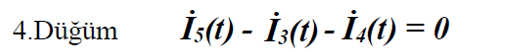 4.Düğüm İ₅(t) - İ₃(t) - İ₄(t) = 0